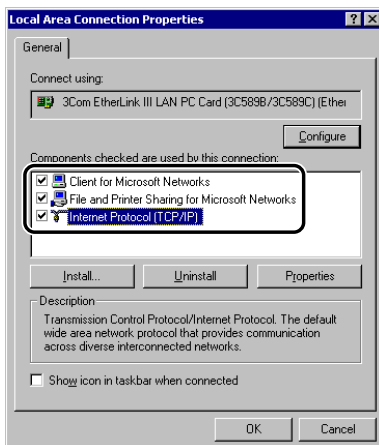 Local Area Connection Properties
General
Connect using:
3Com EtherLink III LAN PC Card (3C589B/3C589C) (Ether
Configure
Components checked are used by this connection:
Client for Microsoft Networks
File and Printer Sharing for Microsoft Networks
Internet Protocol (TCP/IP)
Install... Uninstall Properties
Description
Transmission Control Protocol/Internet Protocol. The default
wide area network protocol that provides communication
across diverse interconnected networks.
Show icon in taskbar when connected
OK Cancel